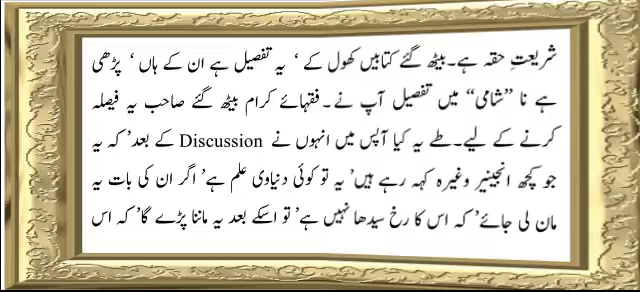 شریعتِ حقہ ہے۔بیٹھ گئے کتابیں کھول کے ‘ یہ تفصیل ہے ان کے ہاں ‘ پڑھی
ہے نا ”شامی“ میں تفصیل آپ نے۔فقہائے کرام بیٹھ گئے صاحب یہ فیصلہ
کرنے کے لیے۔طے یہ کیا آپس میں انہوں نے Discussion کے بعد’ کہ یہ
جو کچھ انجینیر وغیرہ کہہ رہے ہیں’ یہ تو کوئی دنیاوی علم ہے’ اگر ان کی بات یہ
مان لی جائے’ کہ اس کا رخ سیدھا نہیں ہے’ تو اسکے بعد یہ ماننا پڑے گا’ کہ اس